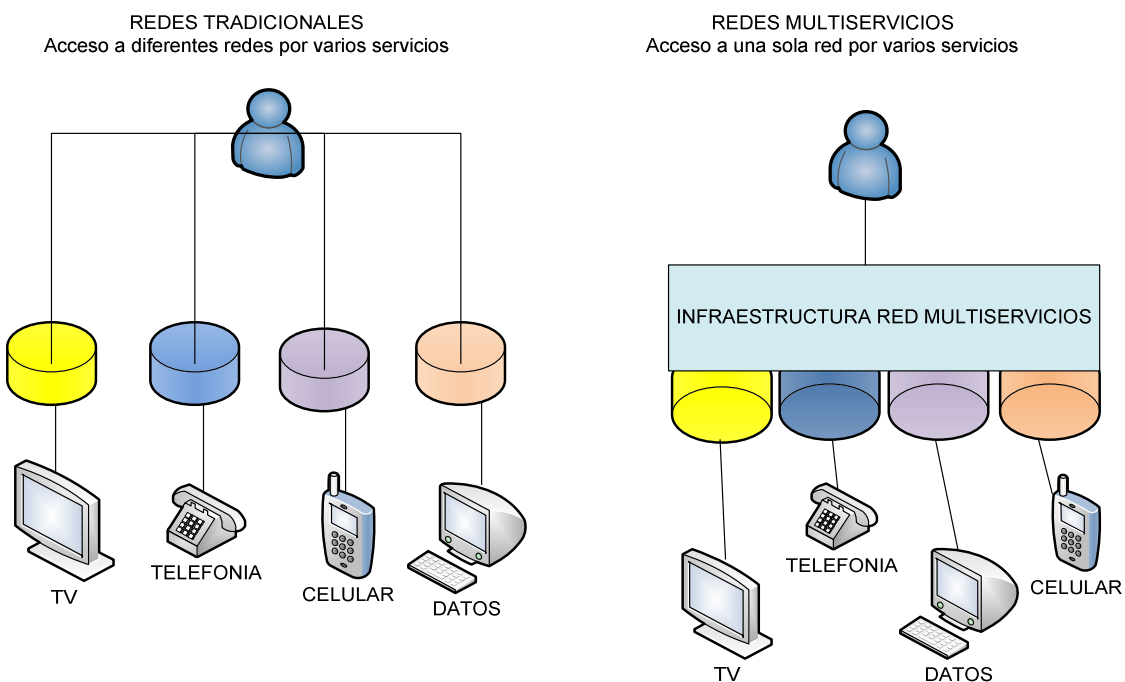 REDES TRADICIONALES
Acceso a diferentes redes por varios servicios
TV
TELEFONIA
CELULAR
DATOS
REDES MULTISERVICIOS
Acceso a una sola red por varios servicios
INFRAESTRUCTURA RED MULTISERVICIOS
TELEFONIA
CELULAR
TV
DATOS